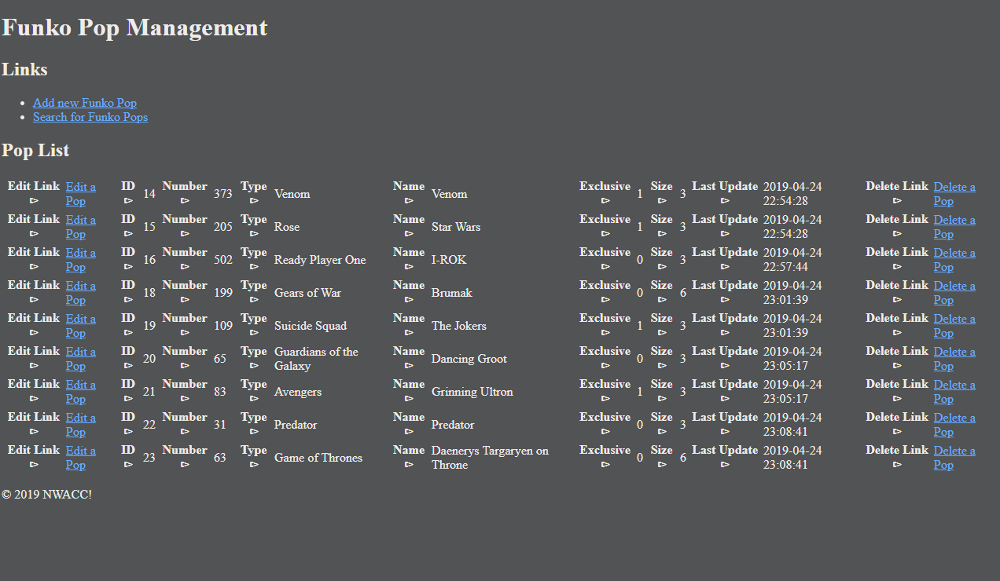 Funko Pop Management
Links
• Add new Funko Pop
• Search for Funko Pops
Pop List
Edit Link ▻ Edit a Pop ID ▻ 14 Number ▻ 373 Type ▻ Venom Name ▻ Venom Exclusive ▻ 1 Size ▻ 3 Last Update ▻ 2019-04-24 22:54:28 Delete Link ▻ Delete a Pop
Edit Link ▻ Edit a Pop ID ▻ 15 Number ▻ 205 Type ▻ Rose Name ▻ Star Wars Exclusive ▻ 1 Size ▻ 3 Last Update ▻ 2019-04-24 22:54:28 Delete Link ▻ Delete a Pop
Edit Link ▻ Edit a Pop ID ▻ 16 Number ▻ 502 Type ▻ Ready Player One Name ▻ I-ROK Exclusive ▻ 0 Size ▻ 3 Last Update ▻ 2019-04-24 22:57:44 Delete Link ▻ Delete a Pop
Edit Link ▻ Edit a Pop ID ▻ 18 Number ▻ 199 Type ▻ Gears of War Name ▻ Brumak Exclusive ▻ 0 Size ▻ 6 Last Update ▻ 2019-04-24 23:01:39 Delete Link ▻ Delete a Pop
Edit Link ▻ Edit a Pop ID ▻ 19 Number ▻ 109 Type ▻ Suicide Squad Name ▻ The Jokers Exclusive ▻ 1 Size ▻ 3 Last Update ▻ 2019-04-24 23:01:39 Delete Link ▻ Delete a Pop
Edit Link ▻ Edit a Pop ID ▻ 20 Number ▻ 65 Type ▻ Guardians of the Galaxy Name ▻ Dancing Groot Exclusive ▻ 0 Size ▻ 3 Last Update ▻ 2019-04-24 23:05:17 Delete Link ▻ Delete a Pop
Edit Link ▻ Edit a Pop ID ▻ 21 Number ▻ 83 Type ▻ Avengers Name ▻ Grinning Ultron Exclusive ▻ 1 Size ▻ 3 Last Update ▻ 2019-04-24 23:05:17 Delete Link ▻ Delete a Pop
Edit Link ▻ Edit a Pop ID ▻ 22 Number ▻ 31 Type ▻ Predator Name ▻ Predator Exclusive ▻ 0 Size ▻ 3 Last Update ▻ 2019-04-24 23:08:41 Delete Link ▻ Delete a Pop
Edit Link ▻ Edit a Pop ID ▻ 23 Number ▻ 63 Type ▻ Game of Thrones Name ▻ Daenerys Targaryen on Throne Exclusive ▻ 0 Size ▻ 6 Last Update ▻ 2019-04-24 23:08:41 Delete Link ▻ Delete a Pop
© 2019 NWACC!